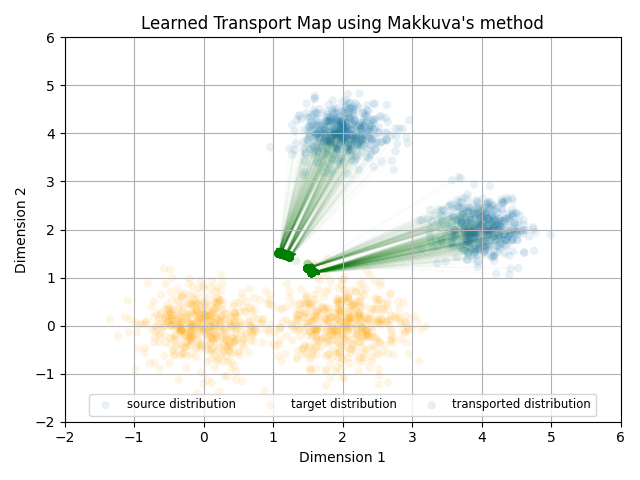 Learned Transport Map using Makkuva's method
6
5
4
3
2
1
0
−1
−2
Dimension 2
source distribution target distribution transported distribution
−2 −1 0 1 2 3 4 5 6
Dimension 1